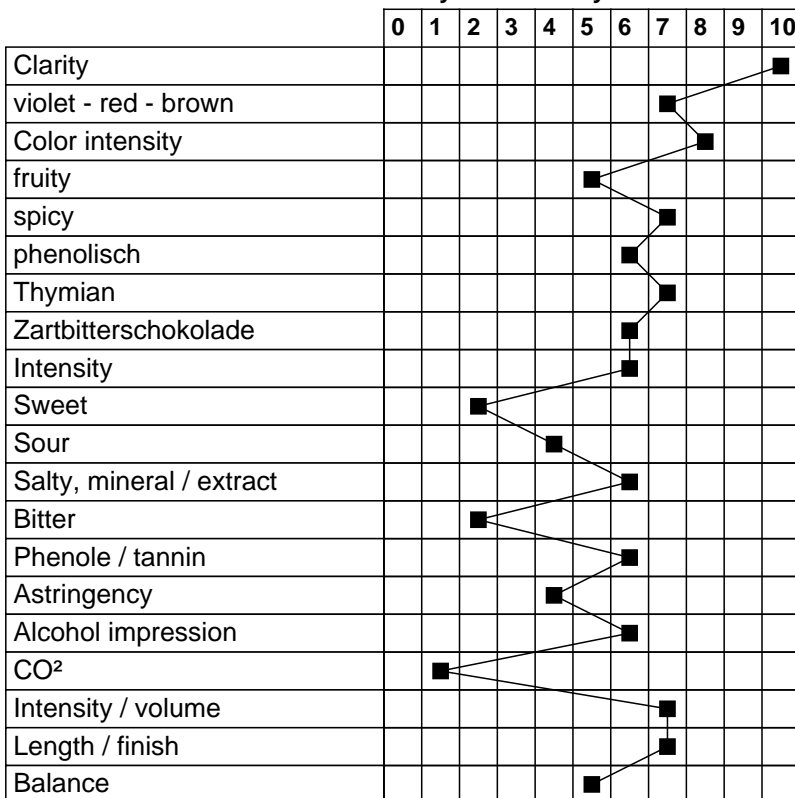 0 1 2 3 4 5 6 7 8 9 10
Clarity
violet - red - brown
Color intensity
fruity
spicy
phenolisch
Thymian
Zartbitterschokolade
Intensity
Sweet
Sour
Salty, mineral / extract
Bitter
Phenole / tannin
Astringency
Alcohol impression
CO²
Intensity / volume
Length / finish
Balance